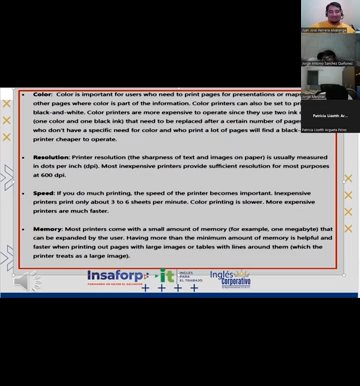 Juan José Herrera
Jorge Antonio Sánchez Quiñonez
Patricia Lizeth Ar...
Patricia Lizeth Argueta Pérez
• Color: Color is important for users who need to print pages for presentations or maps
other pages where color is part of the information. Color printers can also be set to pri
black-and-white. Color printers are more expensive to operate since they use two ink
(one color and one black ink) that need to be replaced after a certain number of pages
who don't have a specific need for color and who print a lot of pages will find a black-
printer cheaper to operate.
• Resolution: Printer resolution (the sharpness of text and images on paper) is usually measured
in dots per inch (dpi). Most inexpensive printers provide sufficient resolution for most purposes
at 600 dpi.
• Speed: If you do much printing, the speed of the printer becomes important. Inexpensive
printers print only about 3 to 6 sheets per minute. Color printing is slower. More expensive
printers are much faster.
• Memory: Most printers come with a small amount of memory (for example, one megabyte) that
can be expanded by the user. Having more than the minimum amount of memory is helpful and
faster when printing out pages with large images or tables with lines around them (which the
printer treats as a large image).
Insaforp
it
INGLÉS
PARA
EL TRABAJO
Inglés
corporativo